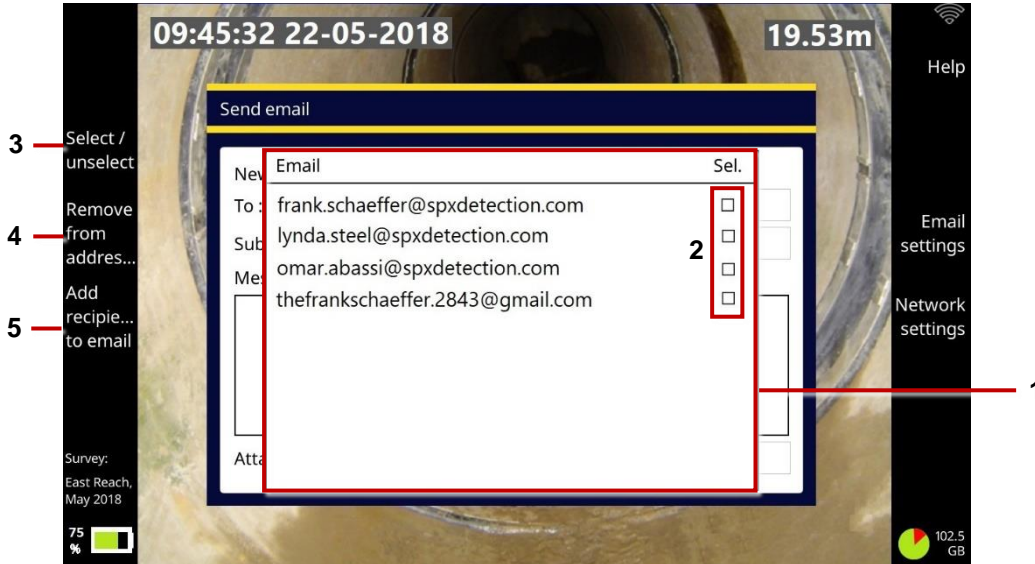 09:45:32 22-05-2018
19.53m
Help
Send email
3
Select /
unselect
4
Remove
from
addres...
5
Add
recipie...
to email
New
To :
Sub
Mes
Atta
Email Sel.
frank.schaeffer@spxdetection.com
lynda.steel@spxdetection.com
omar.abassi@spxdetection.com
thefrankschaeffer.2843@gmail.com
2
1
Email
settings
Network
settings
Survey:
East Reach,
May 2018
75
%
102.5
GB